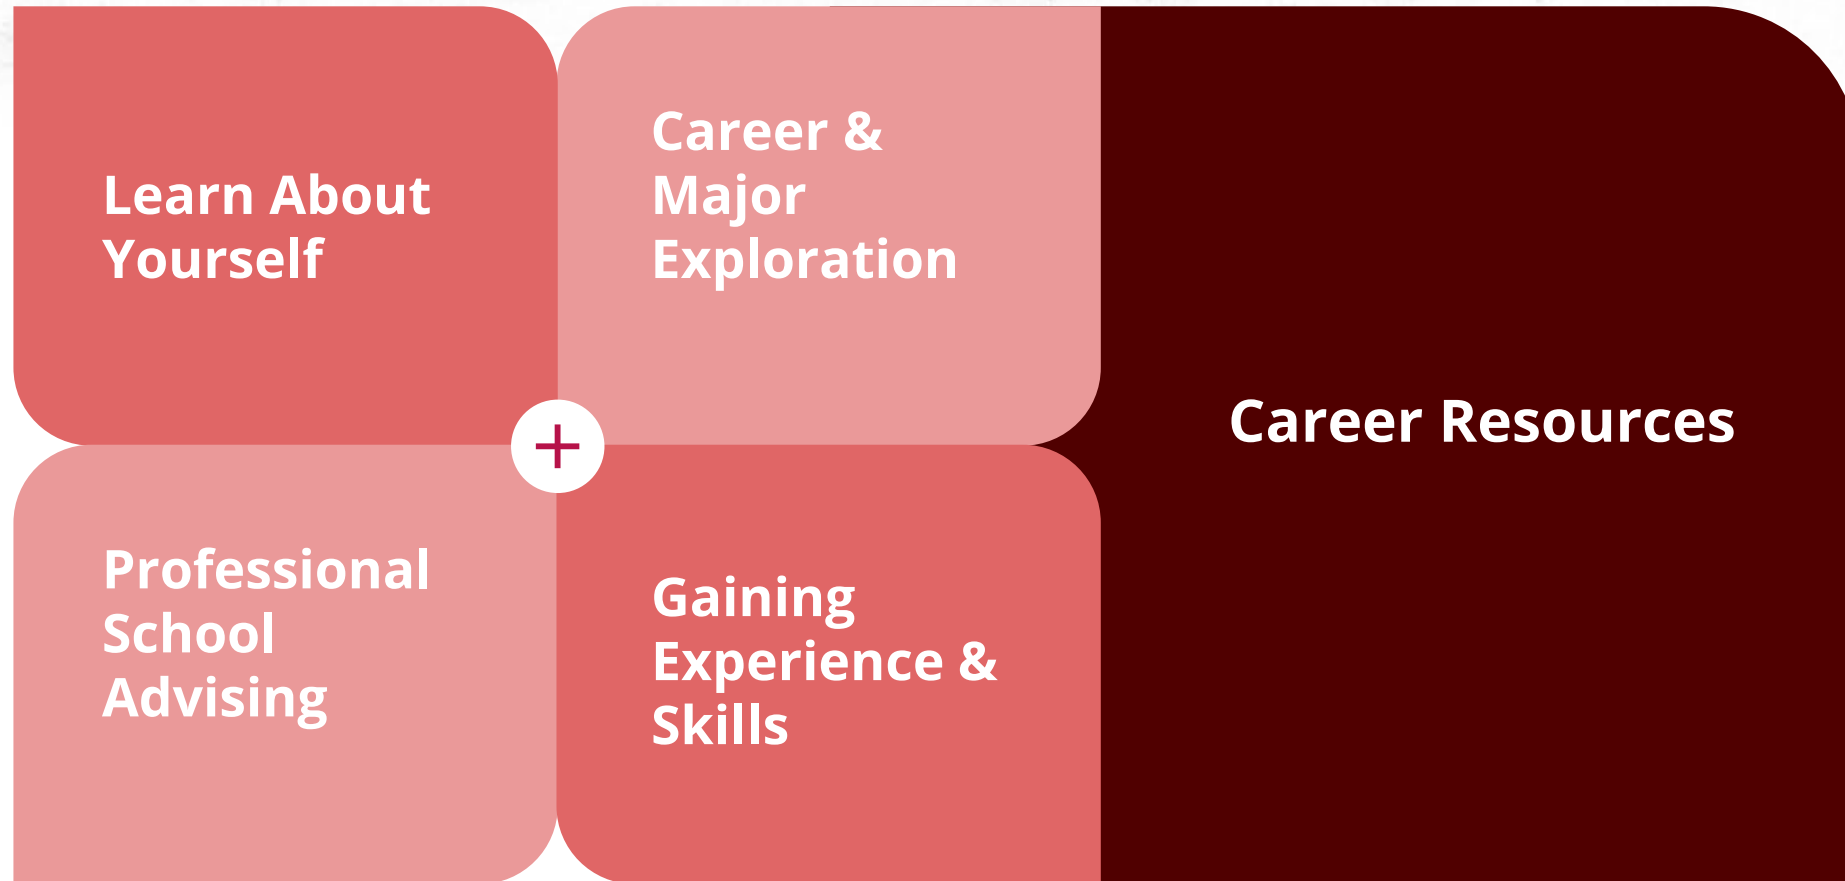 Learn About
Yourself
Career &
Major
Exploration
Professional
School
Advising
Gaining
Experience &
Skills
Career Resources